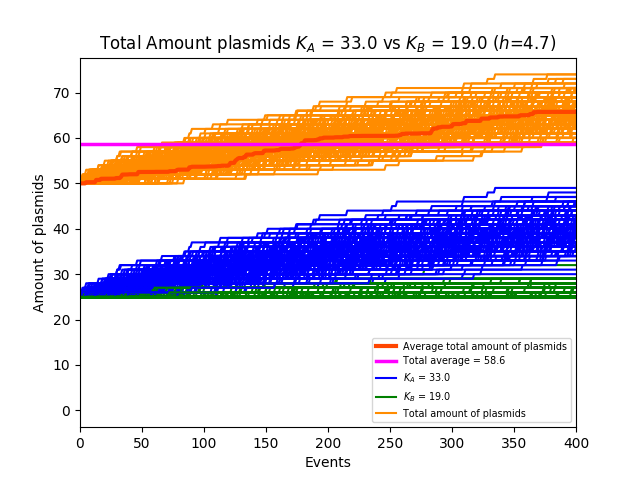 Total Amount plasmids K_A = 33.0 vs K_B = 19.0 (h=4.7)
70
60
50
40
30
20
10
0
Amount of plasmids
Average total amount of plasmids
Total average = 58.6
K_A = 33.0
K_B = 19.0
Total amount of plasmids
0 50 100 150 200 250 300 350 400
Events